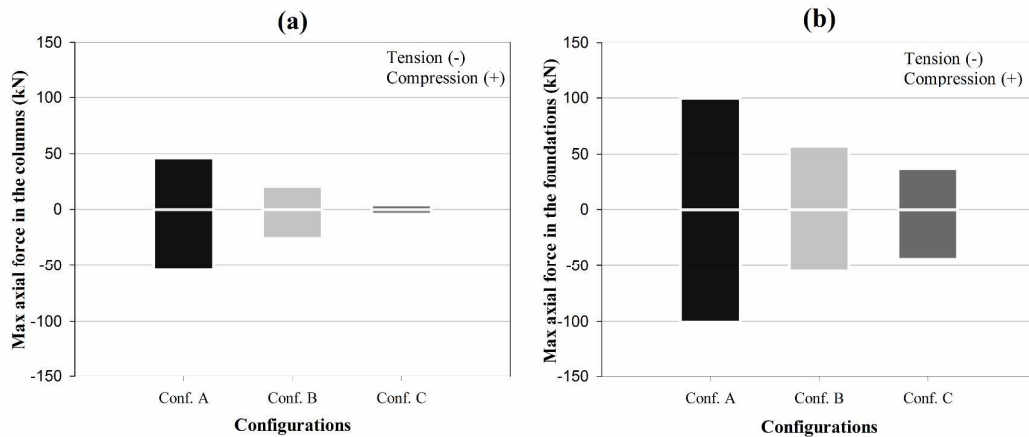 (a)
Max axial force in the columns (kN)
150
100
50
0
-50
-100
-150
Tension (-)
Compression (+)
Conf. A
Conf. B
Conf. C
Configurations
(b)
Max axial force in the foundations (kN)
150
100
50
0
-50
-100
-150
Tension (-)
Compression (+)
Conf. A
Conf. B
Conf. C
Configurations